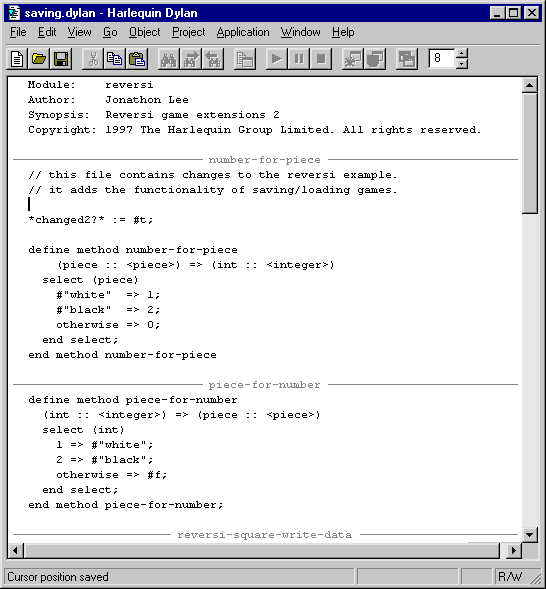 saving.dylan - Harlequin Dylan
File Edit View Go Object Project Application Window Help
8
Module:    reversi
Author:    Jonathon Lee
Synopsis:  Reversi game extensions 2
Copyright: 1997 The Harlequin Group Limited. All rights reserved.
number-for-piece
// this file contains changes to the reversi example.
// it adds the functionality of saving/loading games.
*changed2?* := #t;
define method number-for-piece
    (piece :: <piece>) => (int :: <integer>)
  select (piece)
    #"white"  => 1;
    #"black"  => 2;
    otherwise => 0;
  end select;
end method number-for-piece
piece-for-number
define method piece-for-number
  (int :: <integer>) => (piece :: <piece>)
  select (int)
    1 => #"white";
    2 => #"black";
    otherwise => #f;
  end select;
end method piece-for-number;
reversi-square-write-data
Cursor position saved
R/W